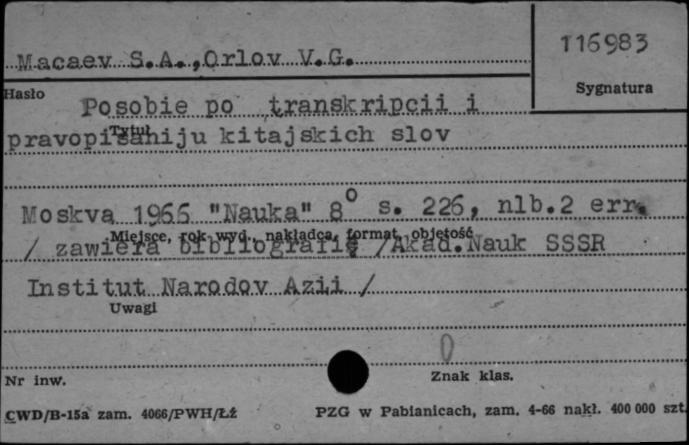 Macaev S.A.,Orlov V.G.
116983
Hasło
Sygnatura
Posobie po transkripcii i
pravopisaniju kitajskich slov
Tytuł
Moskva 1966 "Nauka" 8° s. 226, nlb.2 err.
Miejsce, rok wyd., nakładca, format, objętość
/ zawiera bibliografię /Akad.Nauk SSSR
Institut Narodov Azii /
Uwagi
0
Nr inw.
Znak klas.
CWD/B-15a zam. 4066/PWH/Łź
PZG w Pabianicach, zam. 4-66 nakł. 400 000 szt.